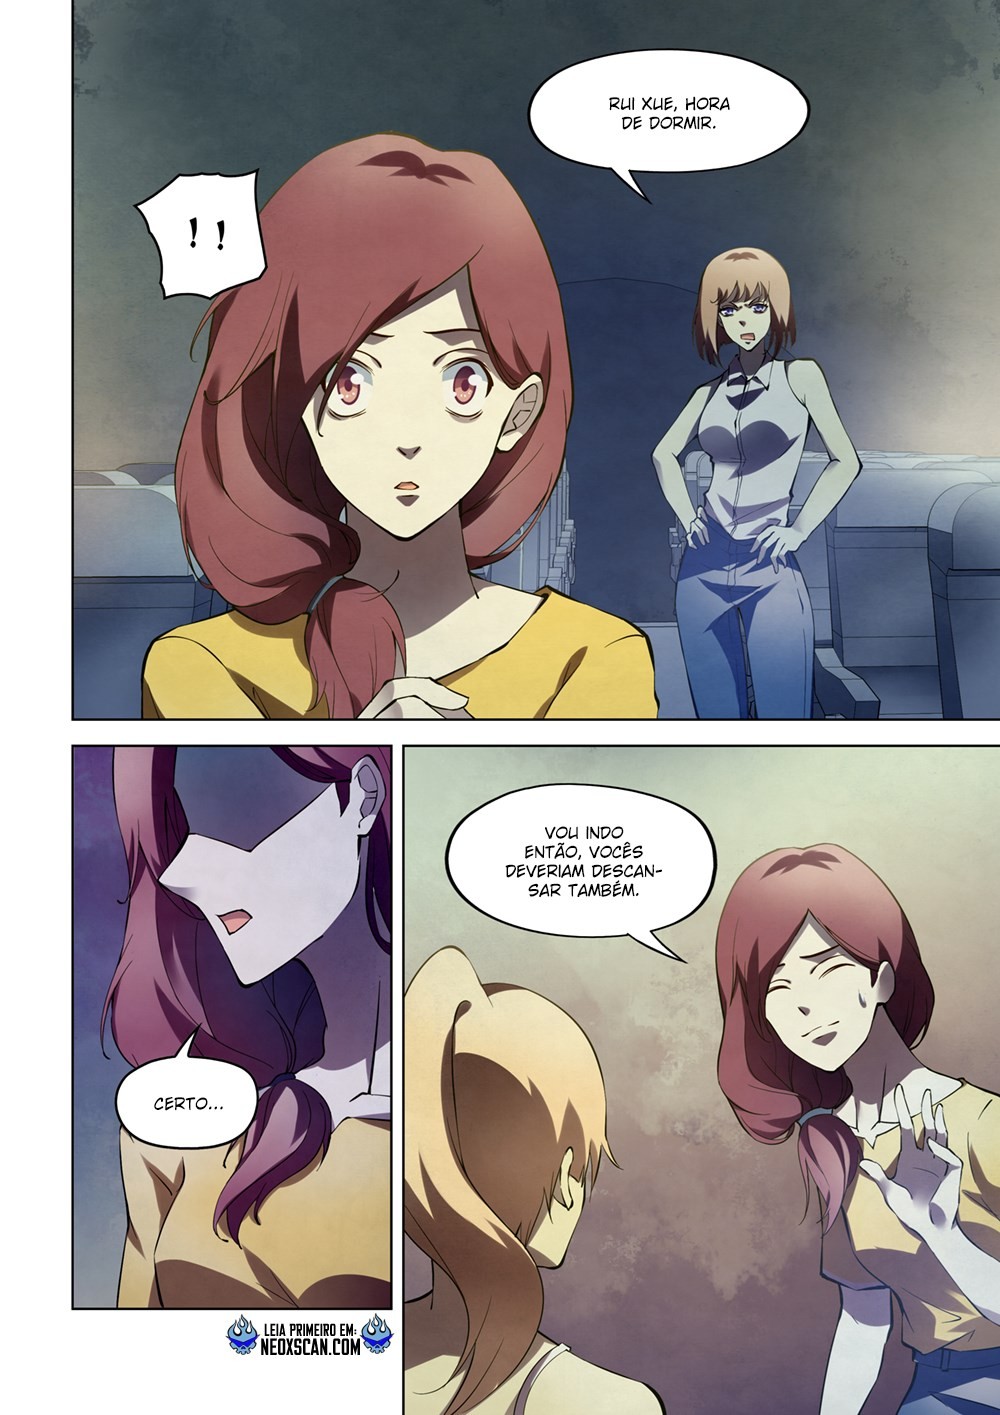 RUI XUE, HORA
DE DORMIR.
!!
VOU INDO
ENTÃO, VOCÊS
DEVERIAM DESCAN-
SAR TAMBÉM.
CERTO...
LEIA PRIMEIRO EM:
NEOXSCAN.COM